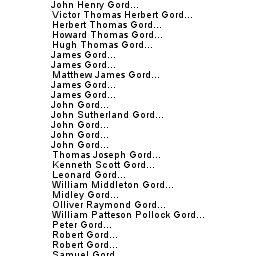 John Henry Gord...
Victor Thomas Herbert Gord...
Herbert Thomas Gord...
Howard Thomas Gord...
Hugh Thomas Gord...
James Gord...
James Gord...
Matthew James Gord...
James Gord...
James Gord...
John Gord...
John Sutherland Gord...
John Gord...
John Gord...
John Gord...
Thomas Joseph Gord...
Kenneth Scott Gord...
Leonard Gord...
William Middleton Gord...
Midley Gord...
Olliver Raymond Gord...
William Patteson Pollock Gord...
Peter Gord...
Robert Gord...
Robert Gord...
Samuel Gord...